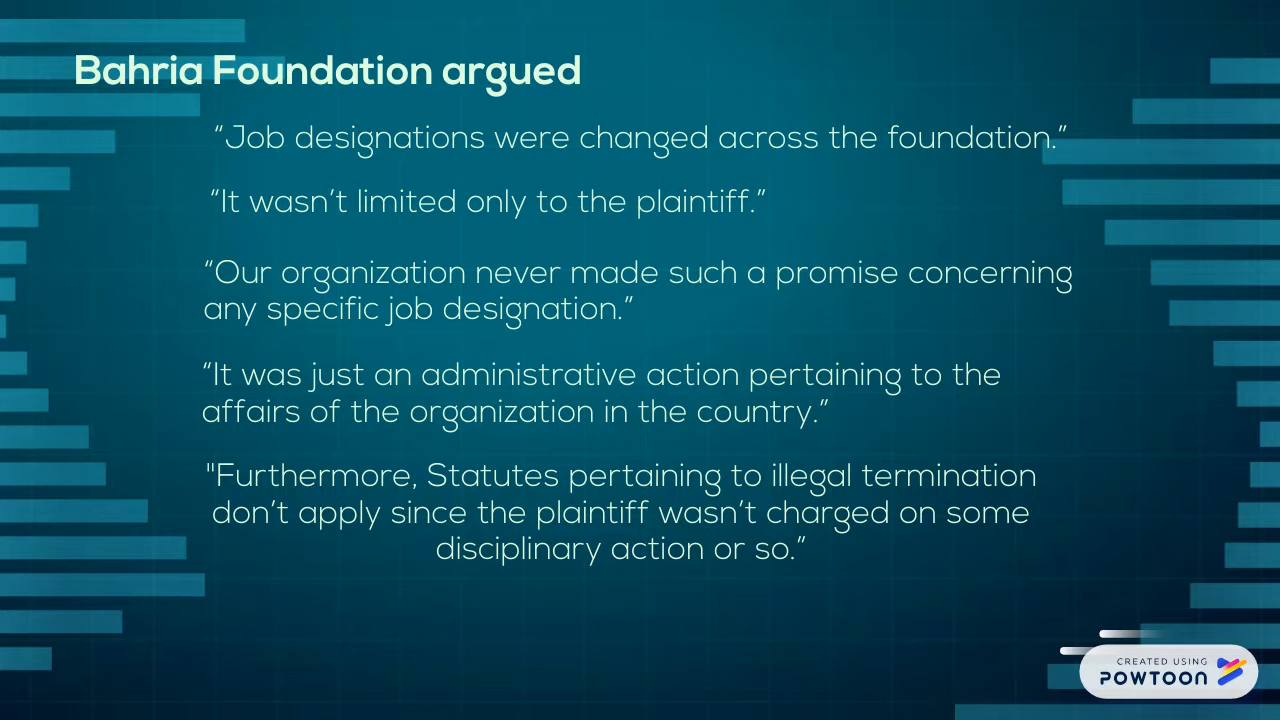 Bahria Foundation argued
“Job designations were changed across the foundation.”
“It wasn’t limited only to the plaintiff.”
“Our organization never made such a promise concerning
any specific job designation.”
“It was just an administrative action pertaining to the
affairs of the organization in the country.”
"Furthermore, Statutes pertaining to illegal termination
don’t apply since the plaintiff wasn’t charged on some
disciplinary action or so.”
CREATED USING
POWTOON